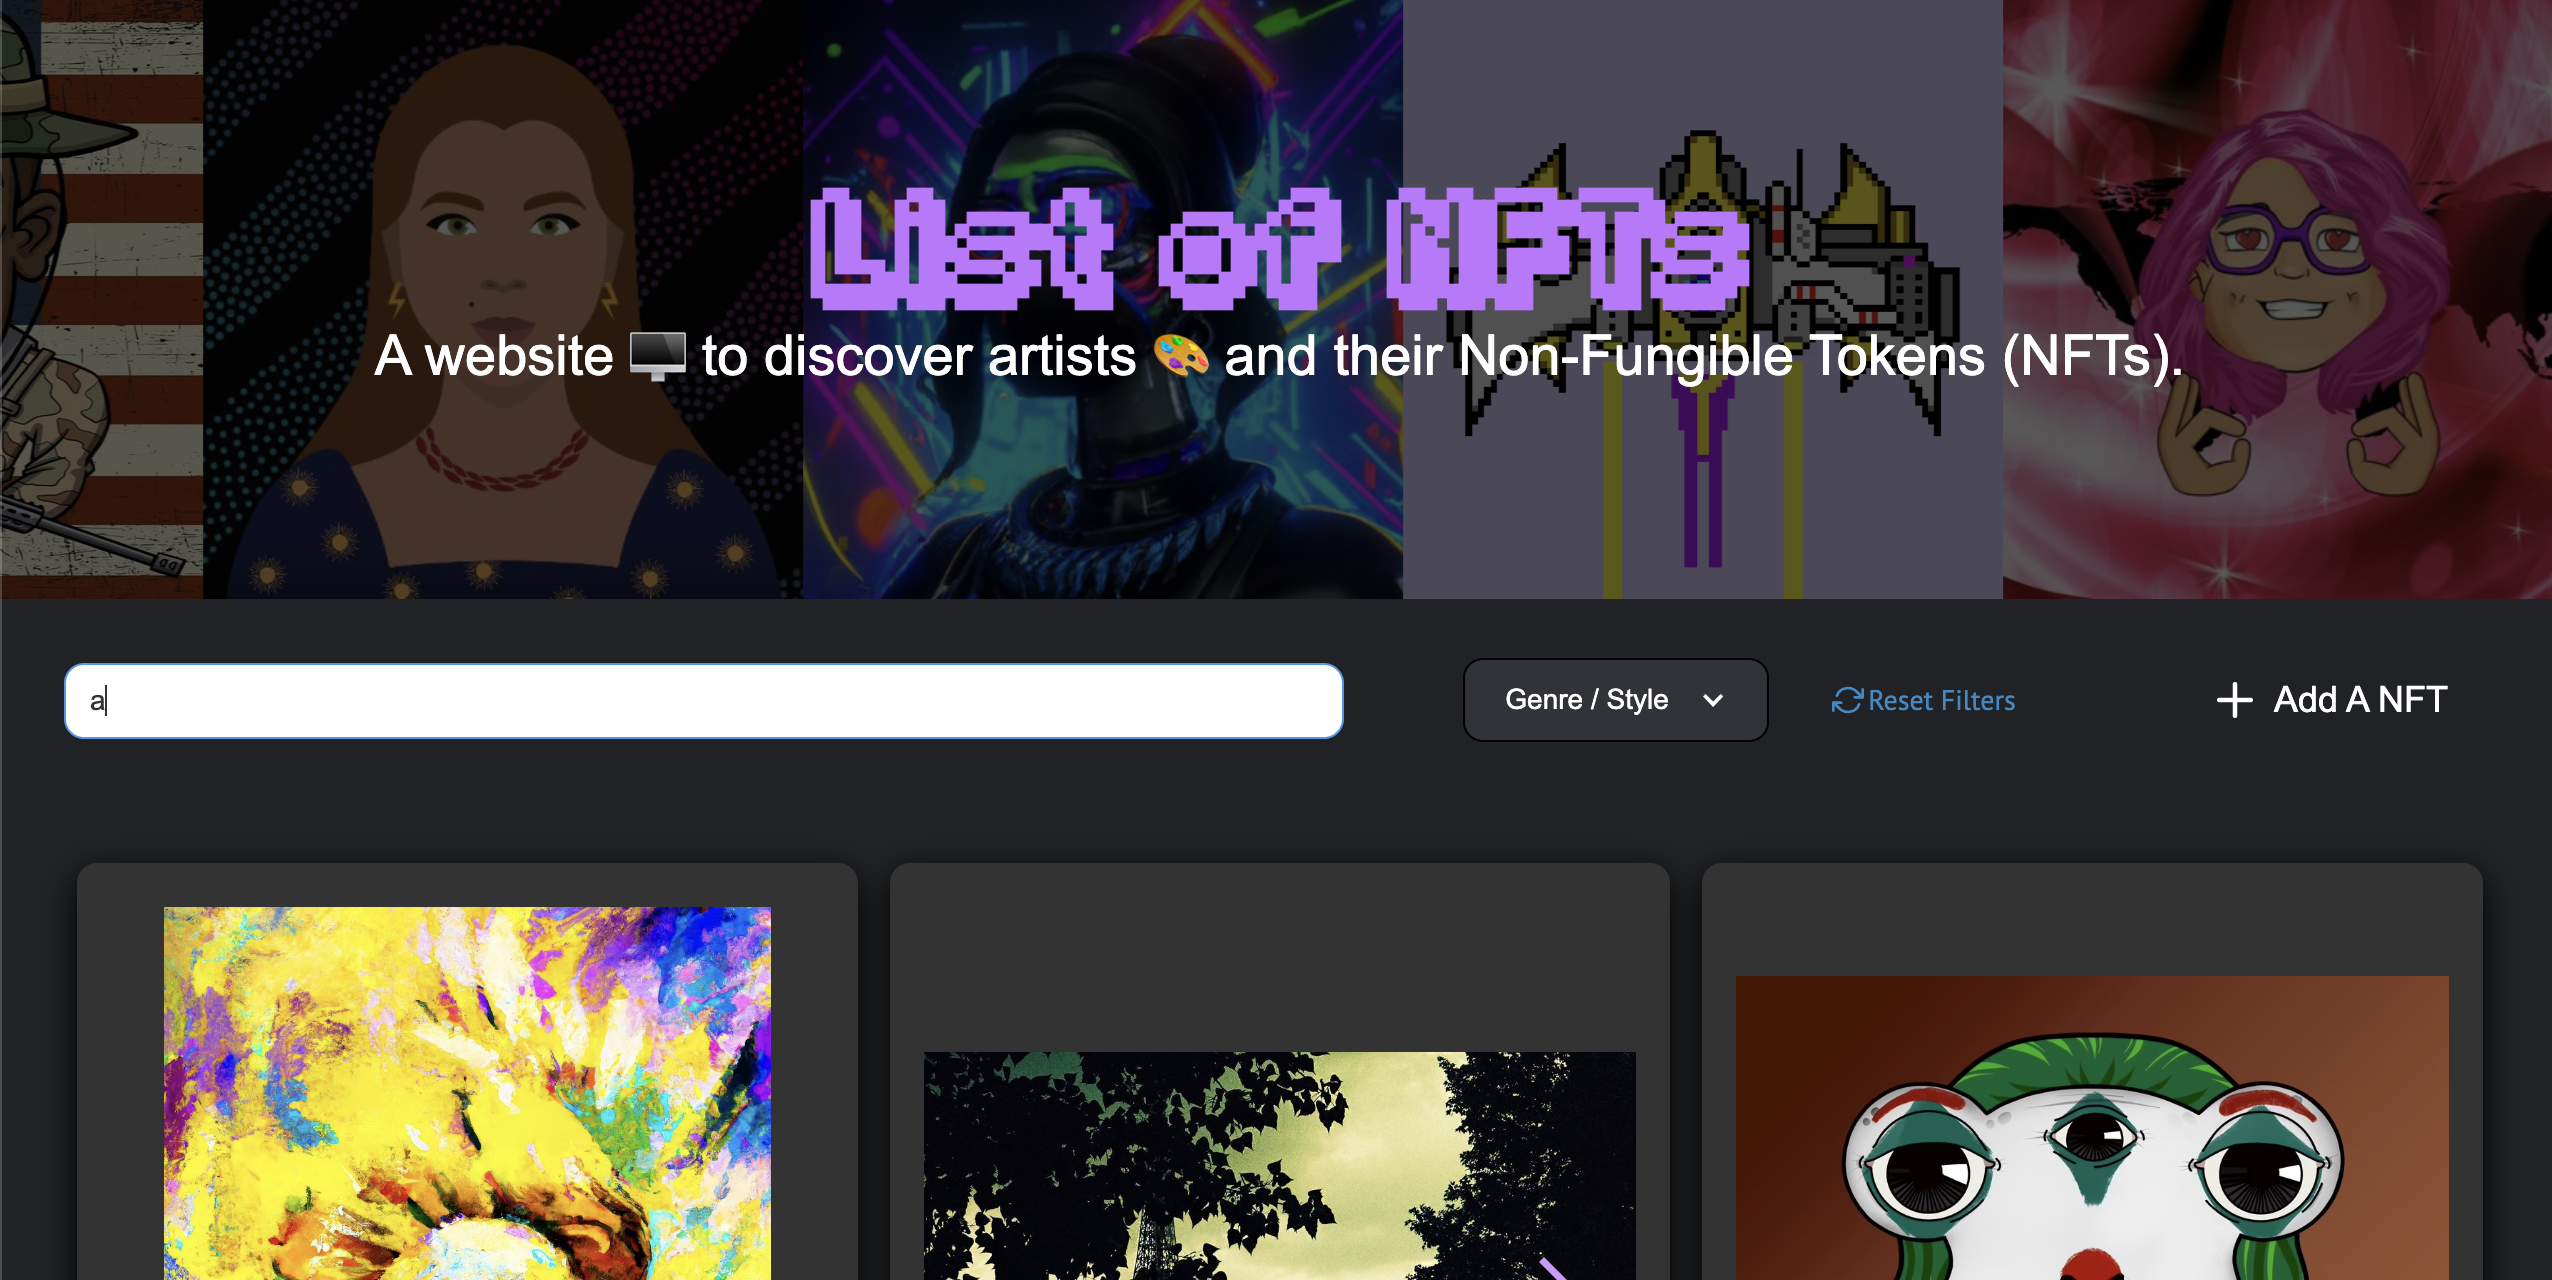 List of NFTs
A website 🖥️ to discover artists 🎨 and their Non-Fungible Tokens (NFTs).
a
Genre / Style
Reset Filters
Add A NFT